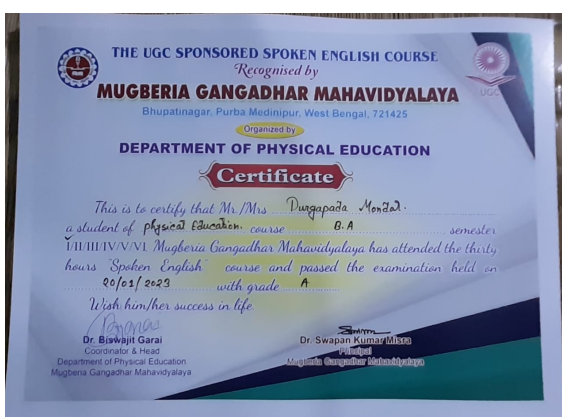 THE UGC SPONSORED SPOKEN ENGLISH COURSE
Recognised by
MUGBERIA GANGADHAR MAHAVIDYALAYA
UGC
Bhupatinagar, Purba Medinipur, West Bengal, 721425
Organized by
DEPARTMENT OF PHYSICAL EDUCATION
Certificate
This is to certify that Mr./Mrs Durgapada Mondal.
a student of physical Education. course B.A semester
I/II/III/IV/V/VI, Mugberia Gangadhar Mahavidyalaya has attended the thirty
hours "Spoken English" course and passed the examination held on
20/01/2023 with grade A
Wish him/her success in life.
Dr. Biswajit Garai
Coordinator & Head
Department of Physical Education
Mugberia Gangadhar Mahavidyalaya
Dr. Swapan Kumar Misra
Principal
Mugberia Gangadhar Mahavidyalaya